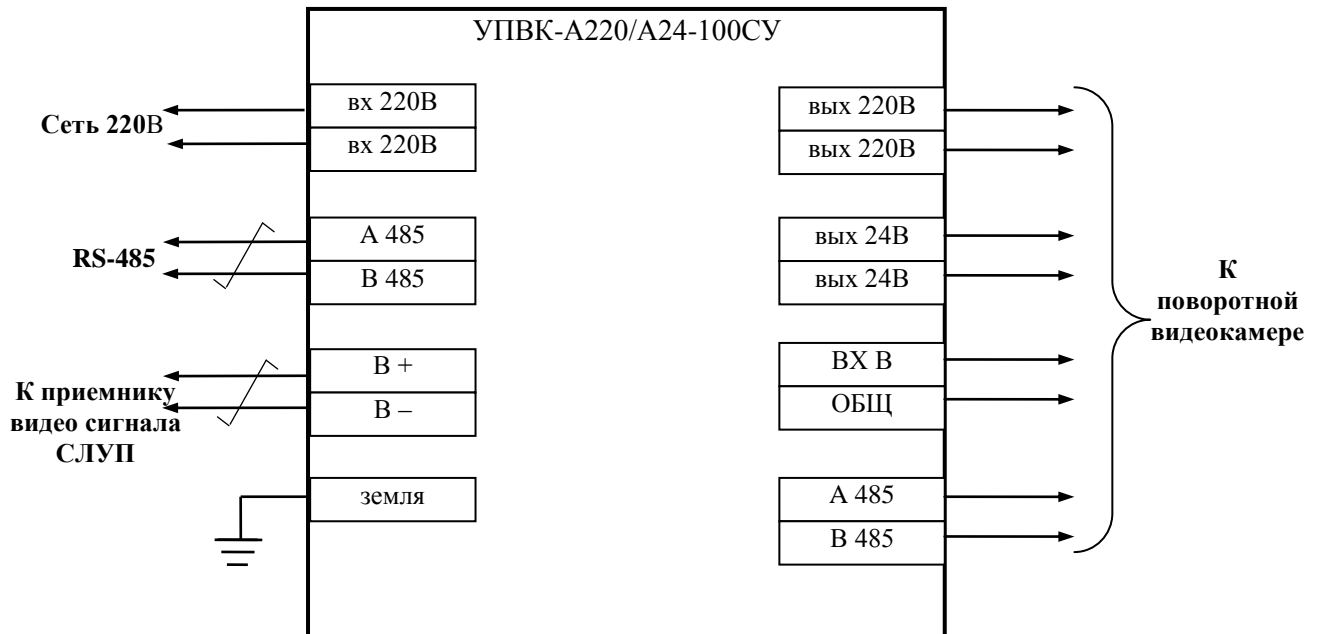 УПВК-А220/А24-100СУ
Сеть 220В
вх 220В
вх 220В
RS-485
А 485
В 485
К приемнику
видео сигнала
СЛУП
В +
В –
земля
вых 220В
вых 220В
вых 24В
вых 24В
ВХ В
ОБЩ
А 485
В 485
К
поворотной
видеокамере